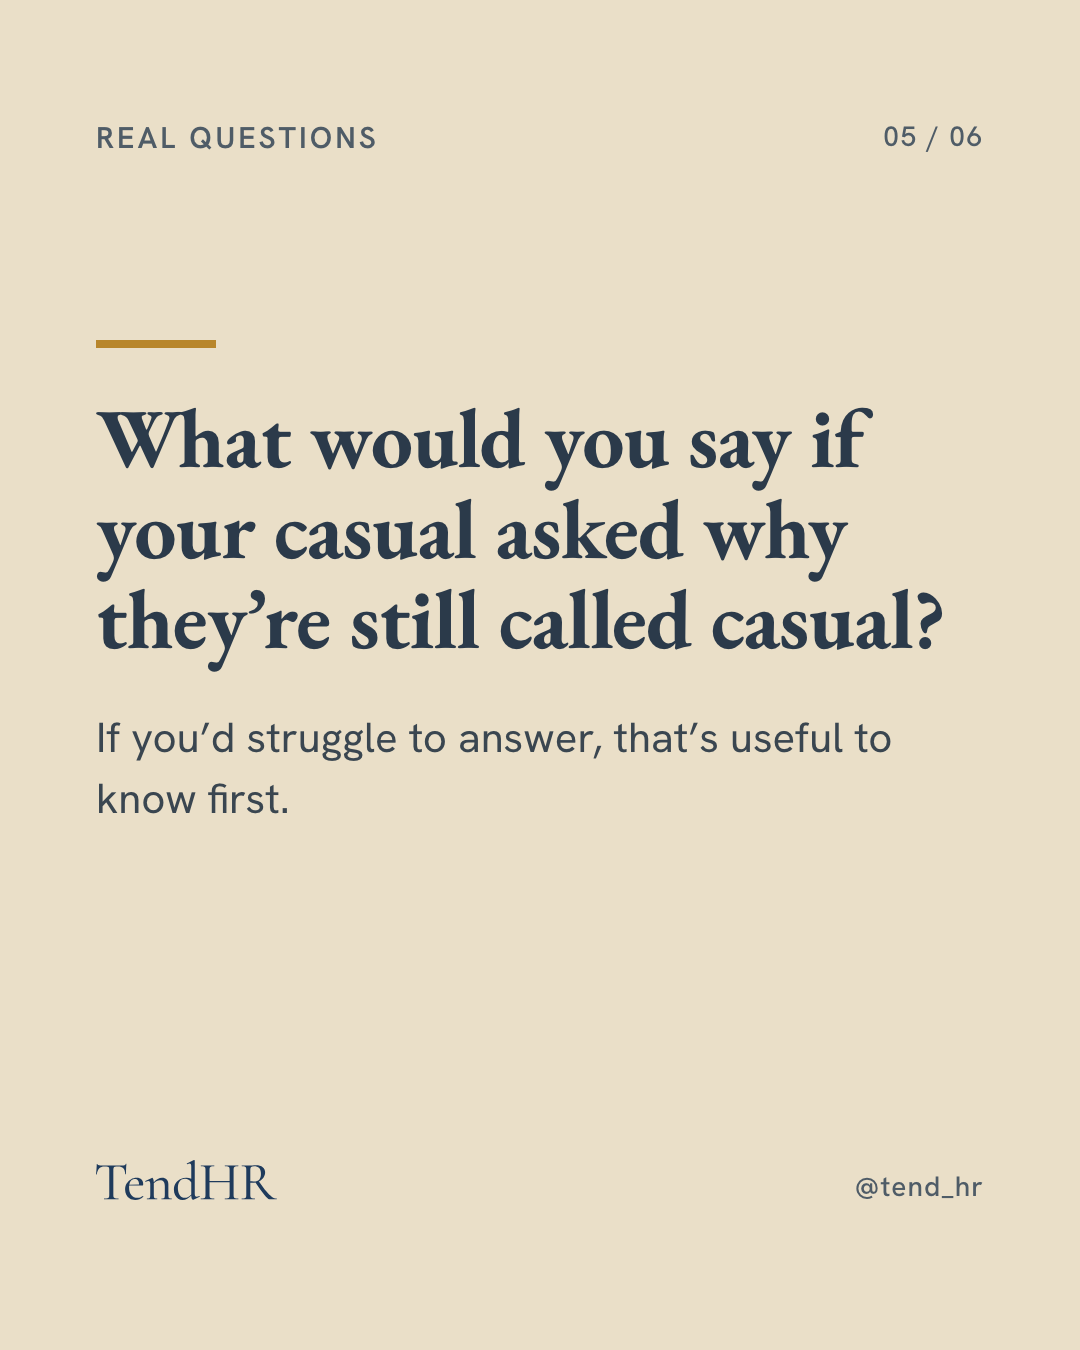 REAL QUESTIONS
05 / 06
What would you say if
your casual asked why
they’re still called casual?
If you’d struggle to answer, that’s useful to
know first.
TendHR
@tend_hr